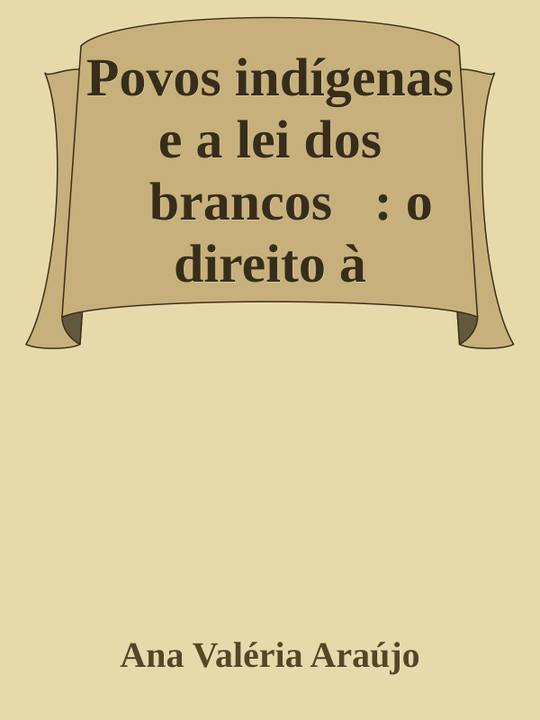 Povos indígenas
e a lei dos
brancos : o
direito à
Ana Valéria Araújo